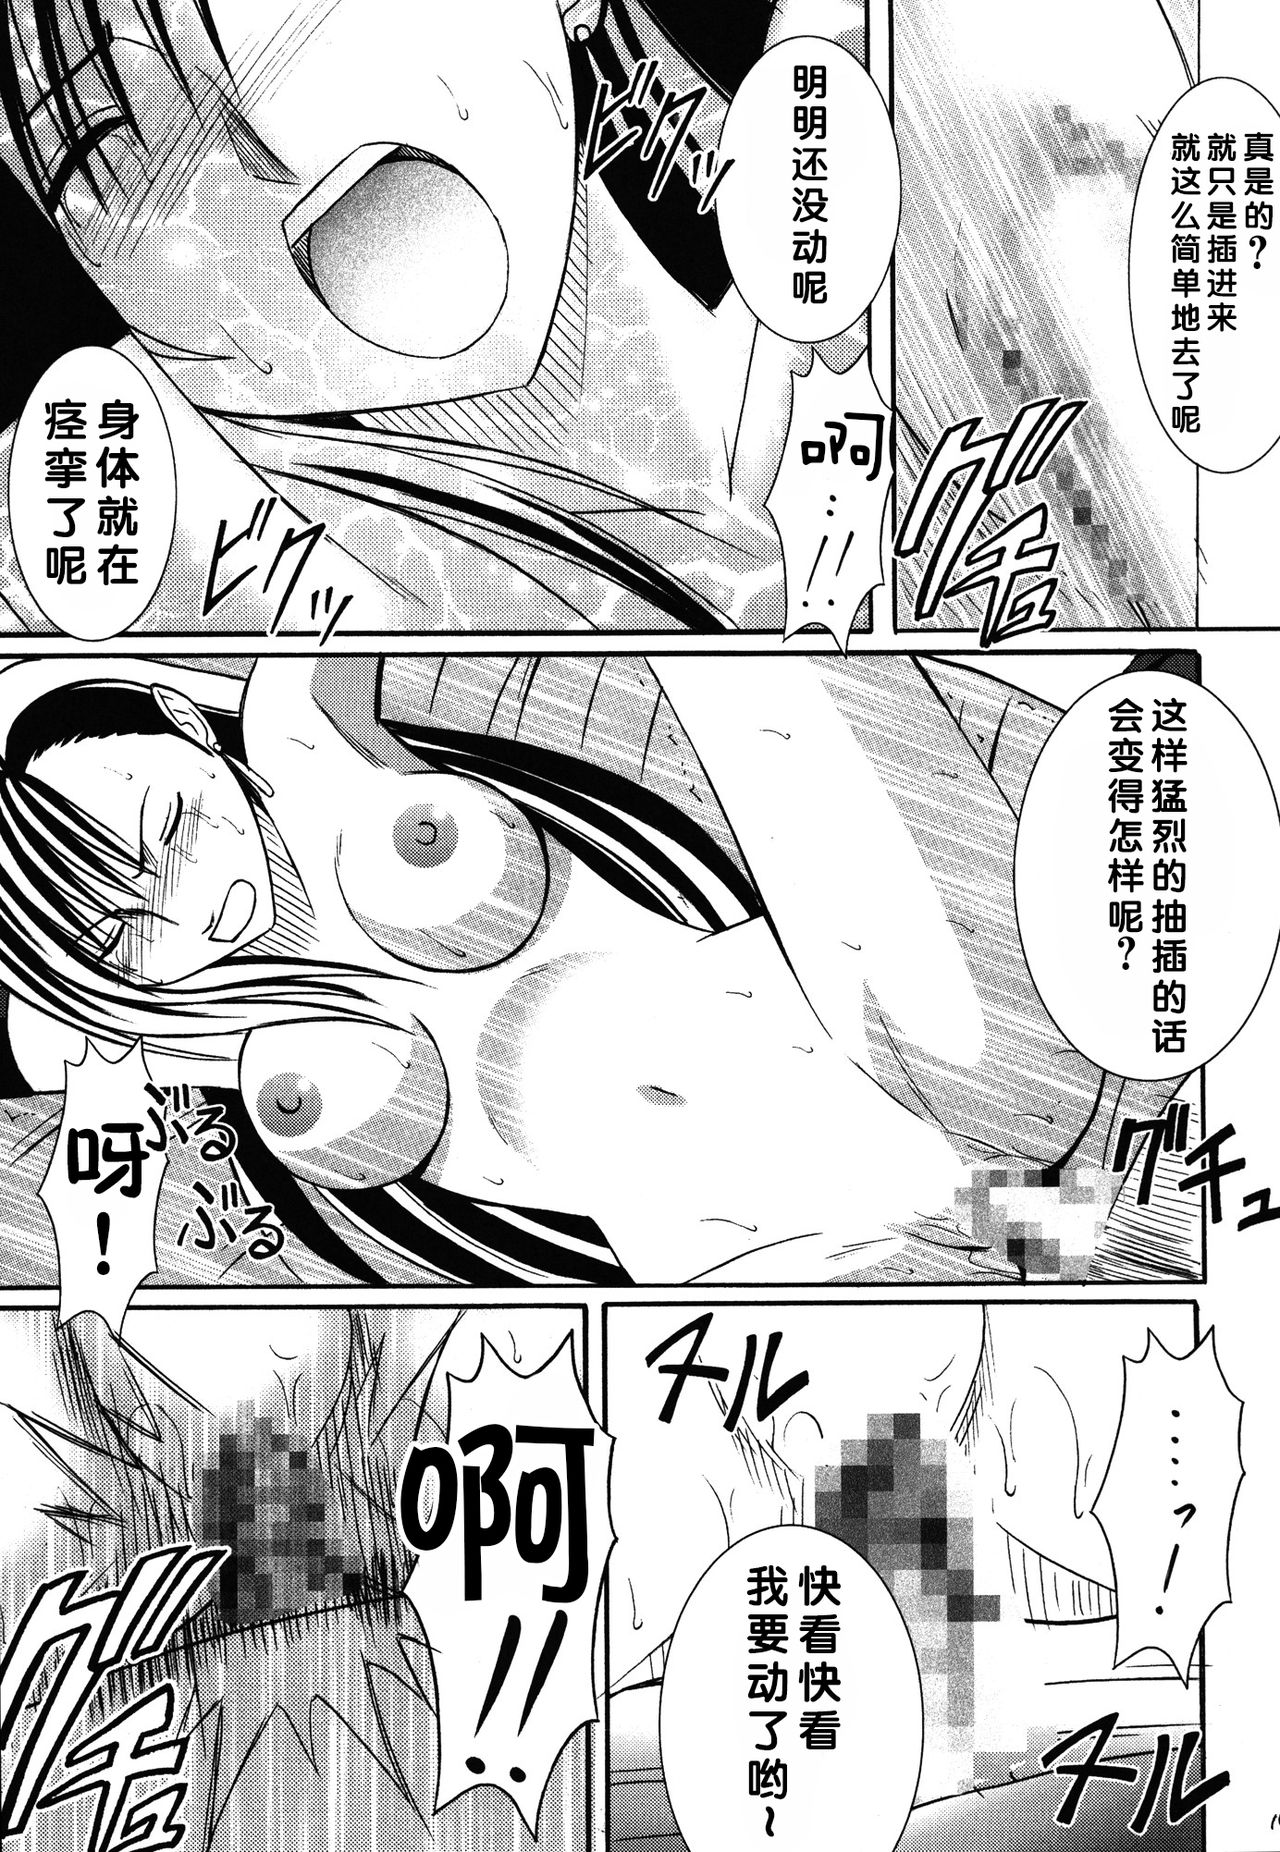 真是的？
就只是插进来
就这么简单地去了呢
グチュ
明明还没动呢
ビクッ
啊…!!
身体就在
痉挛了呢
ビクッ
这样猛烈的抽插的话
会变得怎样呢？
グチュ
呀！
ぶるぶる
……っ！
ヌル
快看快看
我要动了哟~
ヌル
啊!!
グチュ